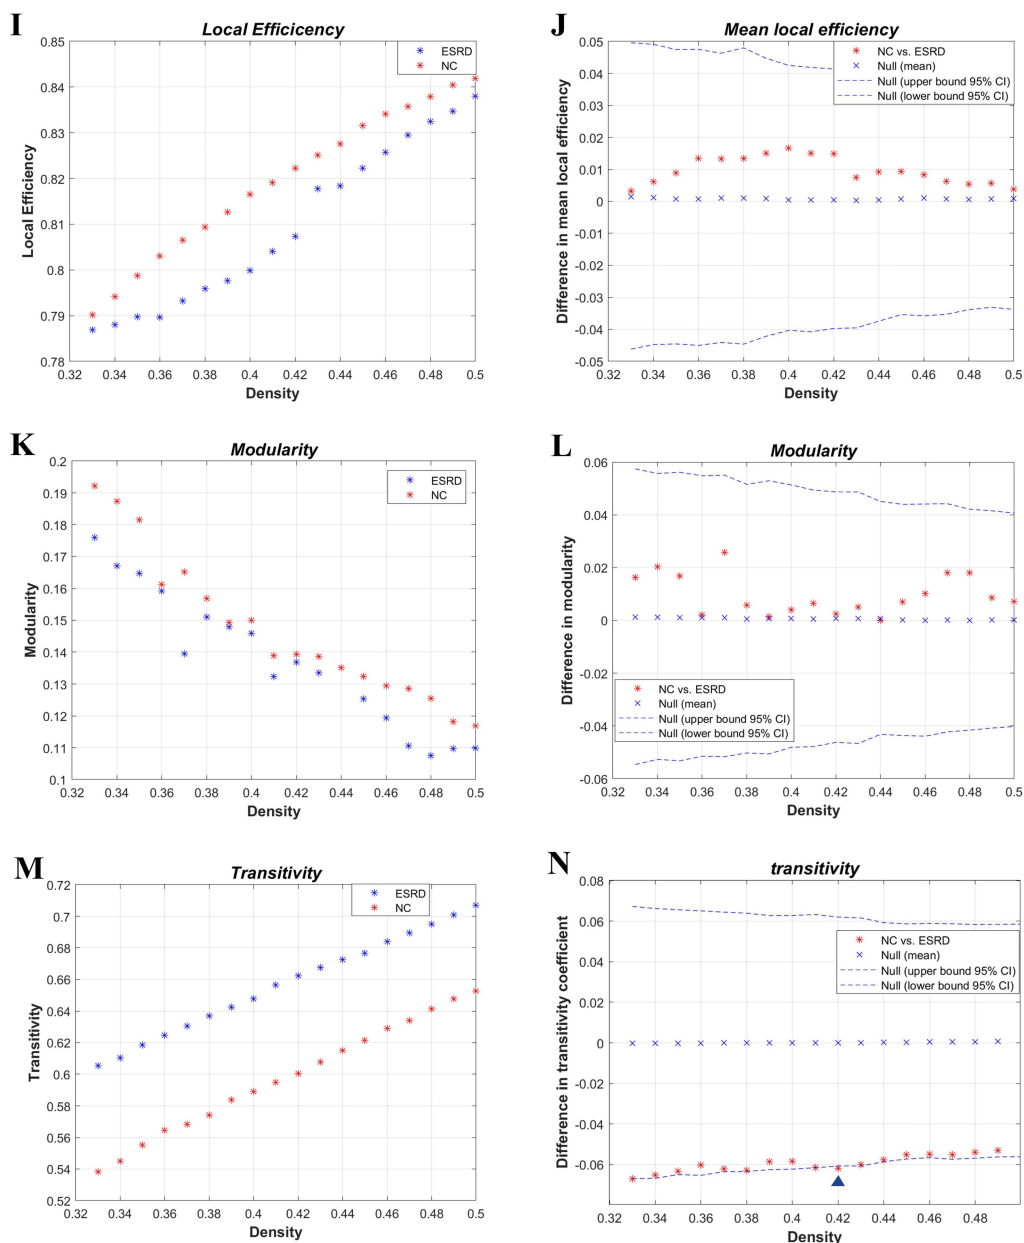 I
Local Efficicency
0.85
0.84
0.83
0.82
0.81
0.8
0.79
0.78
0.32 0.34 0.36 0.38 0.4 0.42 0.44 0.46 0.48 0.5
Local Efficiency
Density
ESRD
NC
J
Mean local efficiency
0.05
0.04
0.03
0.02
0.01
0
-0.01
-0.02
-0.03
-0.04
-0.05
0.32 0.34 0.36 0.38 0.4 0.42 0.44 0.46 0.48 0.5
Difference in mean local efficiency
Density
NC vs. ESRD
Null (mean)
Null (upper bound 95% CI)
Null (lower bound 95% CI)
K
Modularity
0.2
0.19
0.18
0.17
0.16
0.15
0.14
0.13
0.12
0.11
0.1
0.32 0.34 0.36 0.38 0.4 0.42 0.44 0.46 0.48 0.5
Modularity
Density
ESRD
NC
L
Modularity
0.06
0.04
0.02
0
-0.02
-0.04
-0.06
0.32 0.34 0.36 0.38 0.4 0.42 0.44 0.46 0.48 0.5
Difference in modularity
Density
NC vs. ESRD
Null (mean)
Null (upper bound 95% CI)
Null (lower bound 95% CI)
M
Transitivity
0.72
0.7
0.68
0.66
0.64
0.62
0.6
0.58
0.56
0.54
0.52
0.32 0.34 0.36 0.38 0.4 0.42 0.44 0.46 0.48 0.5
Transitivity
Density
ESRD
NC
N
transitivity
0.08
0.06
0.04
0.02
0
-0.02
-0.04
-0.06
0.32 0.34 0.36 0.38 0.4 0.42 0.44 0.46 0.48
Difference in transitivity coefficient
Density
NC vs. ESRD
Null (mean)
Null (upper bound 95% CI)
Null (lower bound 95% CI)